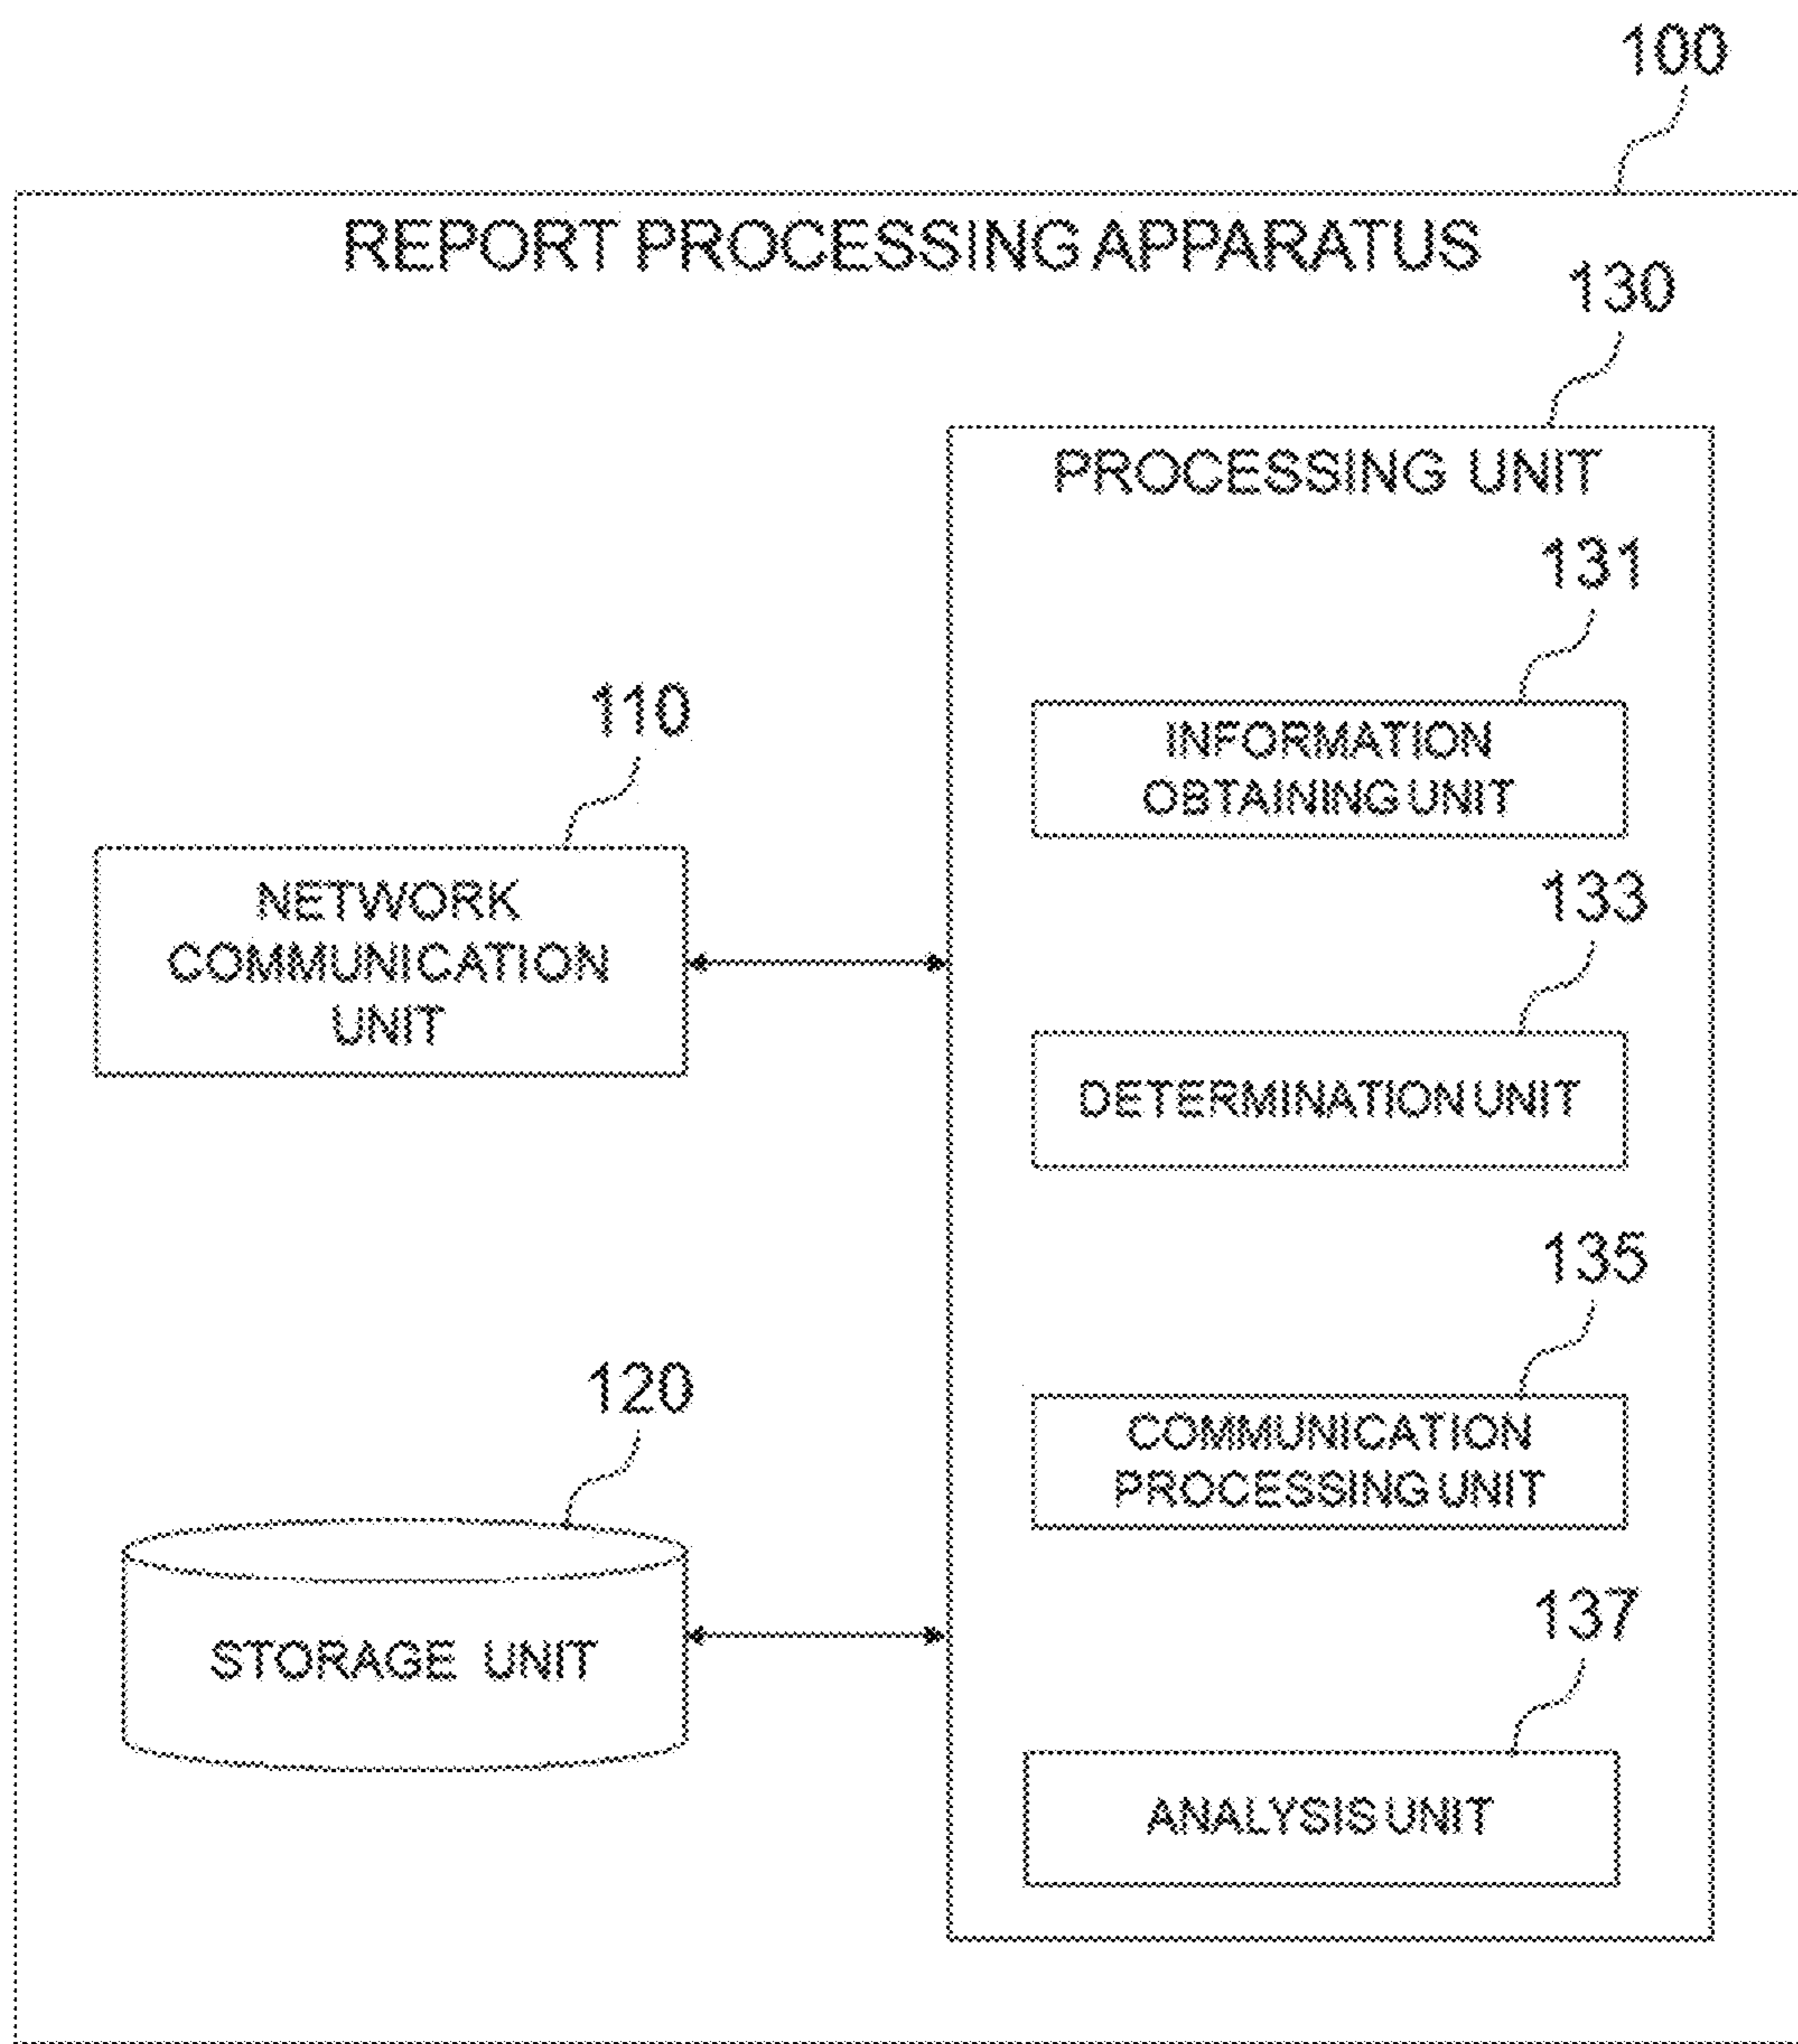 100
REPORT PROCESSING APPARATUS
130
PROCESSING UNIT
131
INFORMATION
OBTAINING UNIT
110
NETWORK
COMMUNICATION
UNIT
133
DETERMINATION UNIT
135
COMMUNICATION
PROCESSING UNIT
120
STORAGE UNIT
137
ANALYSIS UNIT